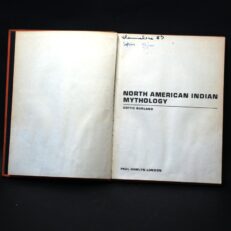 NORTH AMERICAN INDIAN
MYTHOLOGY
COTTIE BURLAND
PAUL HAMLYN LONDON